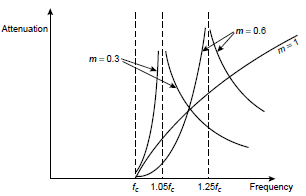 Attenuation
m = 0.6
m = 0.3
m = 1
fc 1.05fc 1.25fc Frequency